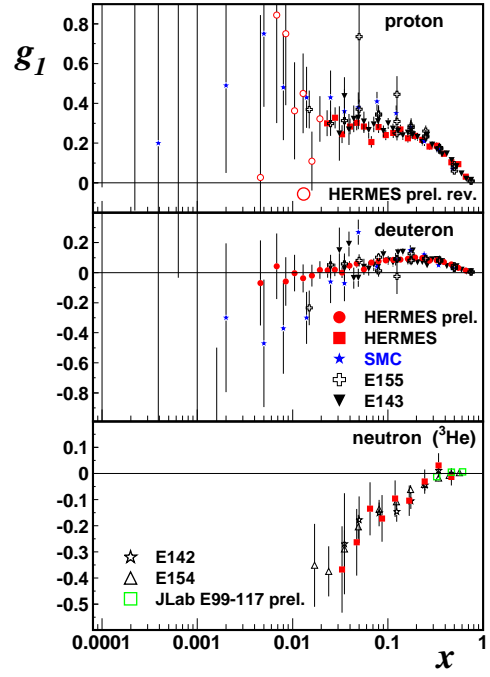 g1
proton
0.8
0.6
0.4
0.2
0
HERMES prel. rev.
deuteron
0.2
0
-0.2
-0.4
-0.6
-0.8
HERMES prel.
HERMES
SMC
E155
E143
neutron (³He)
0.1
0
-0.1
-0.2
-0.3
-0.4
-0.5
E142
E154
JLab E99-117 prel.
0.0001 0.001 0.01 0.1 1
x